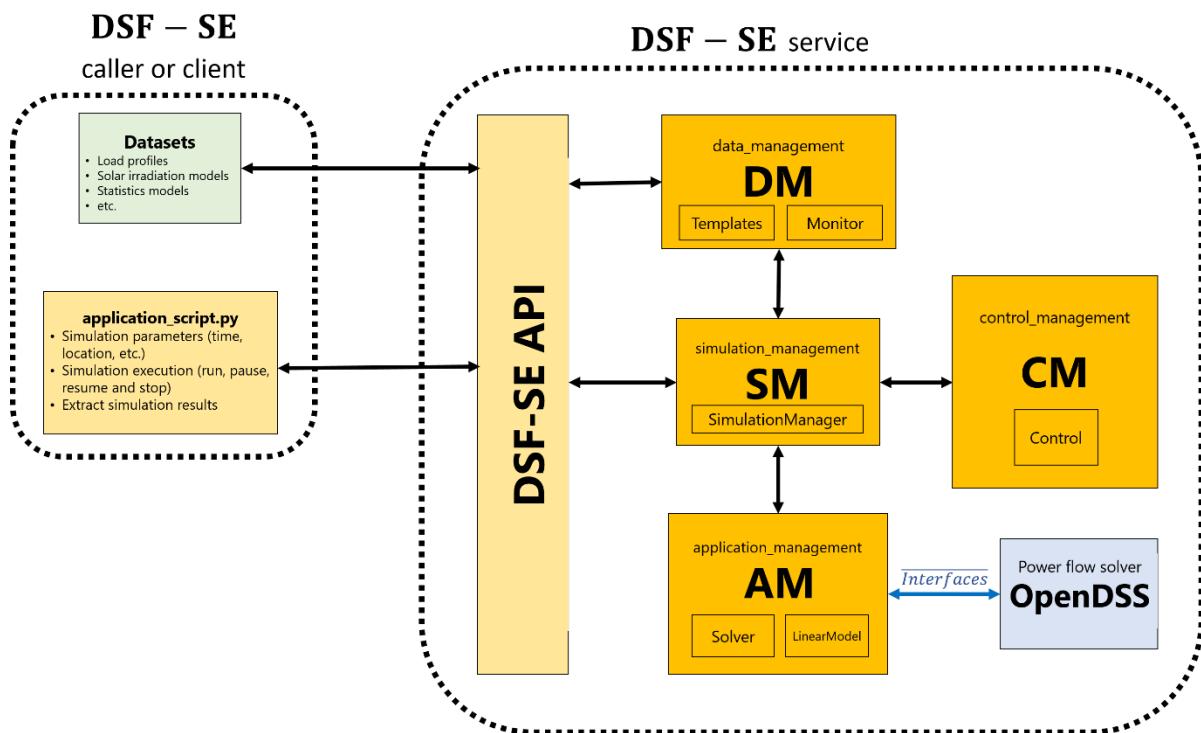 DSF – SE
caller or client
Datasets
• Load profiles
• Solar irradiation models
• Statistics models
• etc.
application_script.py
• Simulation parameters (time,
location, etc.)
• Simulation execution (run, pause,
resume and stop)
• Extract simulation results
DSF – SE service
DSF-SE API
data_management
DM
Templates
Monitor
simulation_management
SM
SimulationManager
control_management
CM
Control
application_management
AM
Solver
LinearModel
Interfaces
Power flow solver
OpenDSS